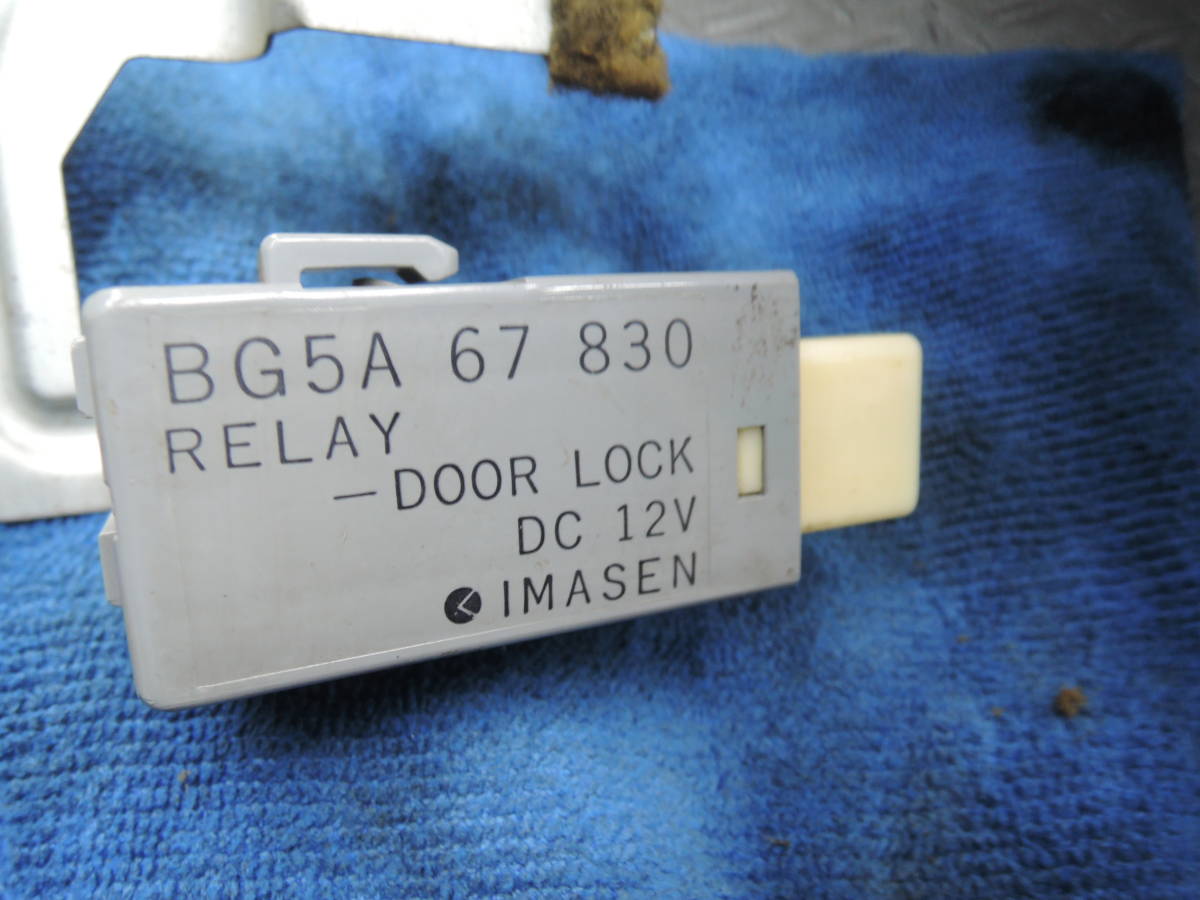 BG5A 67 830
RELAY
—DOOR LOCK
DC 12V
IMASEN